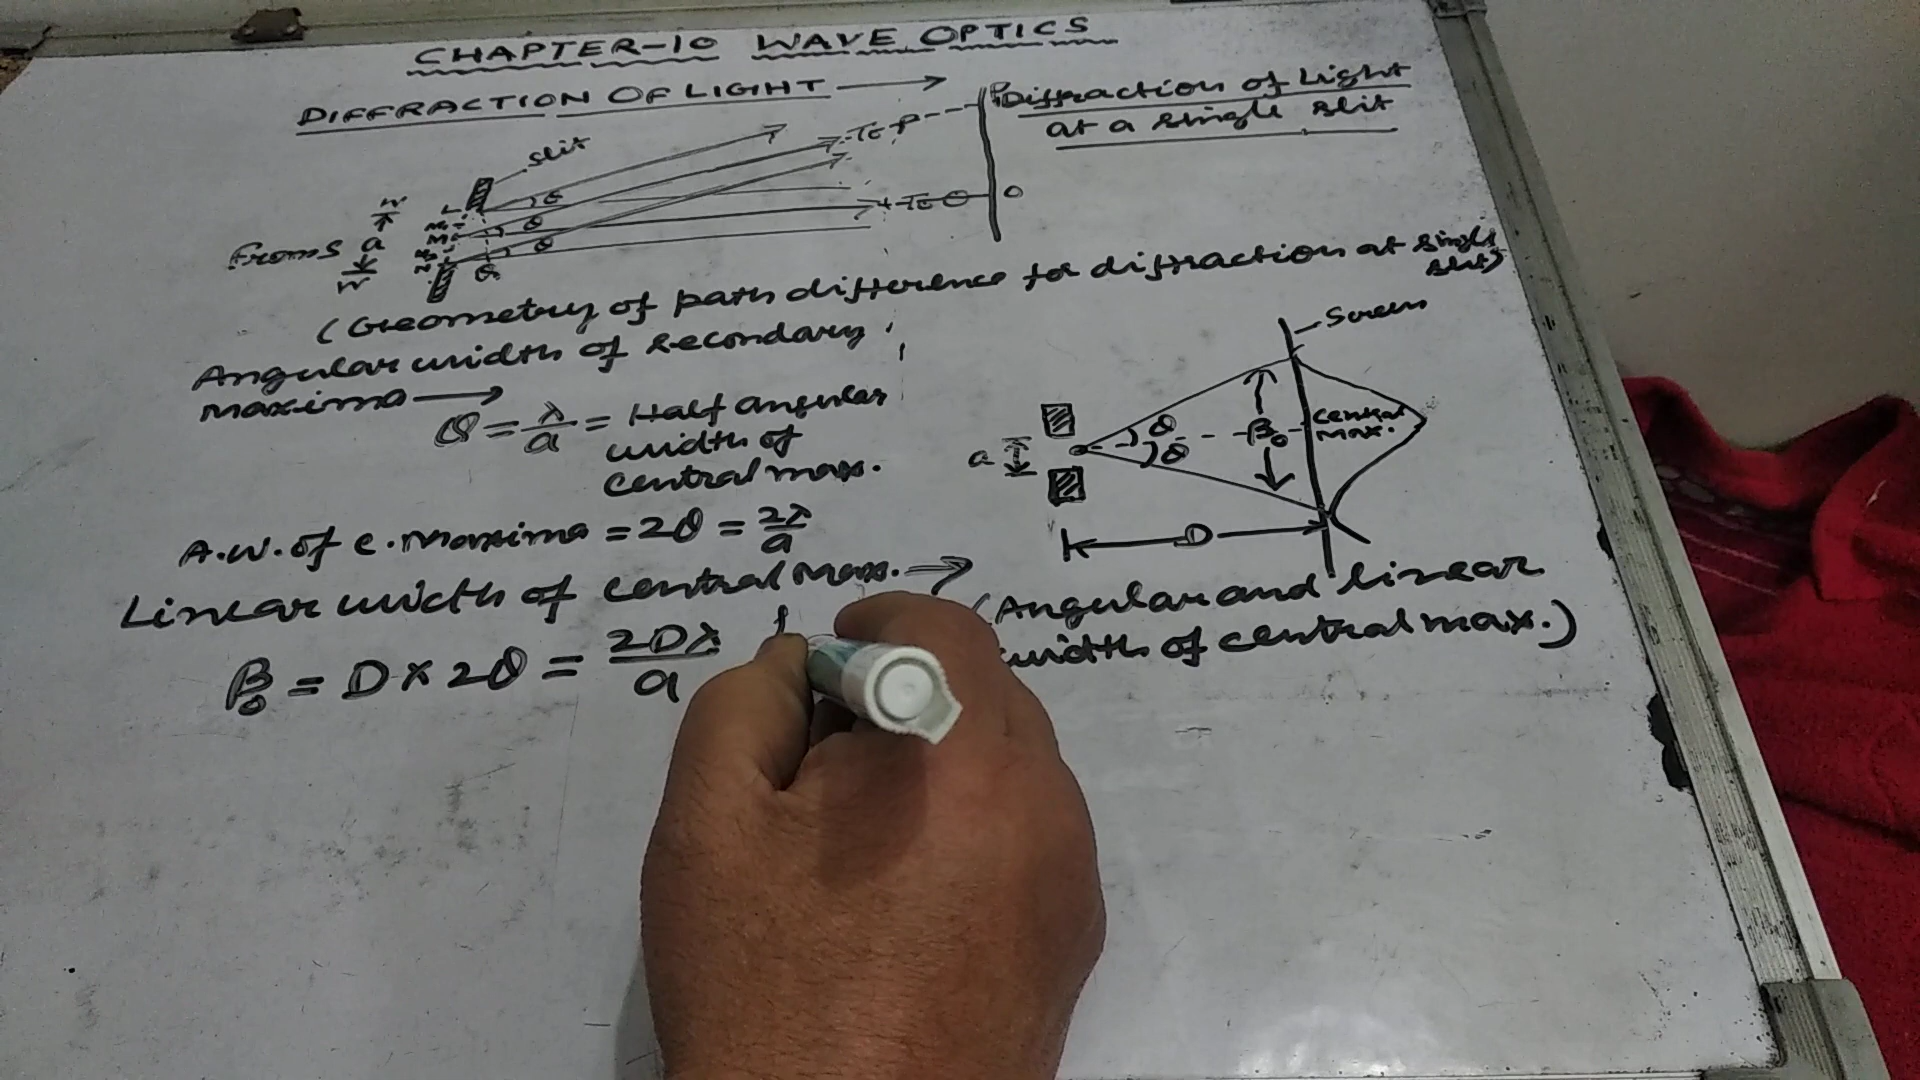 CHAPTER-10 WAVE OPTICS
DIFFRACTION OF LIGHT →
Diffraction of Light
at a single slit
slit
To P
P
W
L
θ
From S a
M
θ
θ
To O
O
W
N
(Geometry of path difference for diffraction at single
slit)
Angular width of secondary
maxima →
θ = λ/a = Half angular
width of
central max.
Screen
a
θ
θ
β₀
central
max.
D
A.W. of c. maxima = 2θ = 2λ/a
Linear width of central max. →
β₀ = D × 2θ = 2Dλ/a
(Angular and linear
width of central max.)